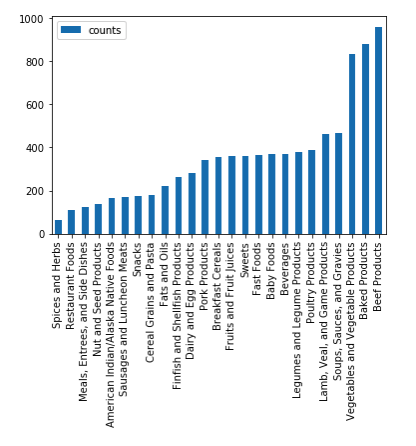 1000
800
600
400
200
0
counts
Spices and Herbs
Restaurant Foods
Meals, Entrees, and Side Dishes
Nut and Seed Products
American Indian/Alaska Native Foods
Sausages and Luncheon Meats
Snacks
Cereal Grains and Pasta
Fats and Oils
Finfish and Shellfish Products
Dairy and Egg Products
Pork Products
Breakfast Cereals
Fruits and Fruit Juices
Sweets
Fast Foods
Baby Foods
Beverages
Legumes and Legume Products
Poultry Products
Lamb, Veal, and Game Products
Soups, Sauces, and Gravies
Vegetables and Vegetable Products
Baked Products
Beef Products